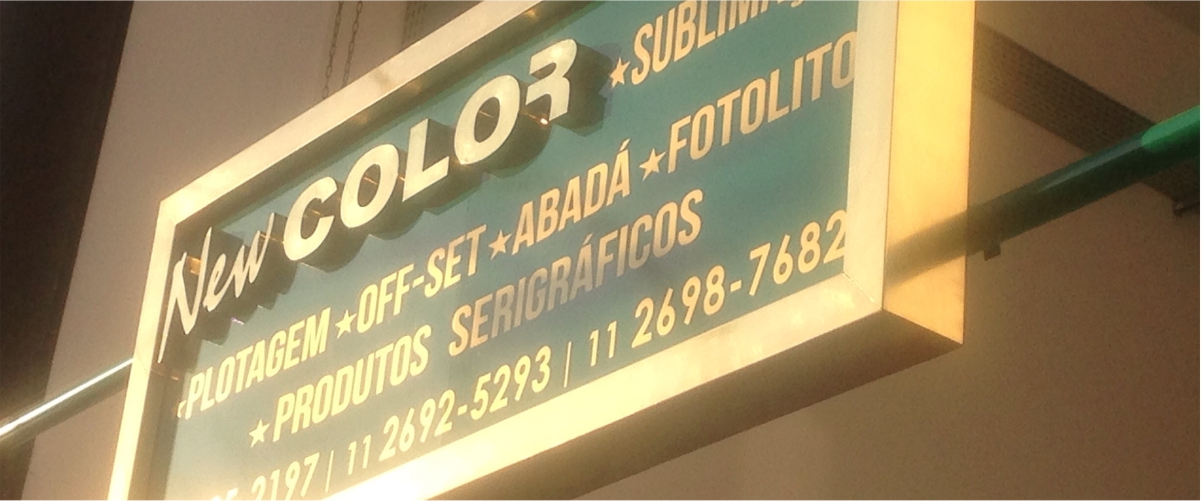 New COLOR
★SUBLIMA
★PLOTAGEM ★OFF-SET ★ABADÁ ★FOTOLITO
★PRODUTOS SERIGRÁFICOS
2197 | 11 2692-5293 | 11 2698-7682